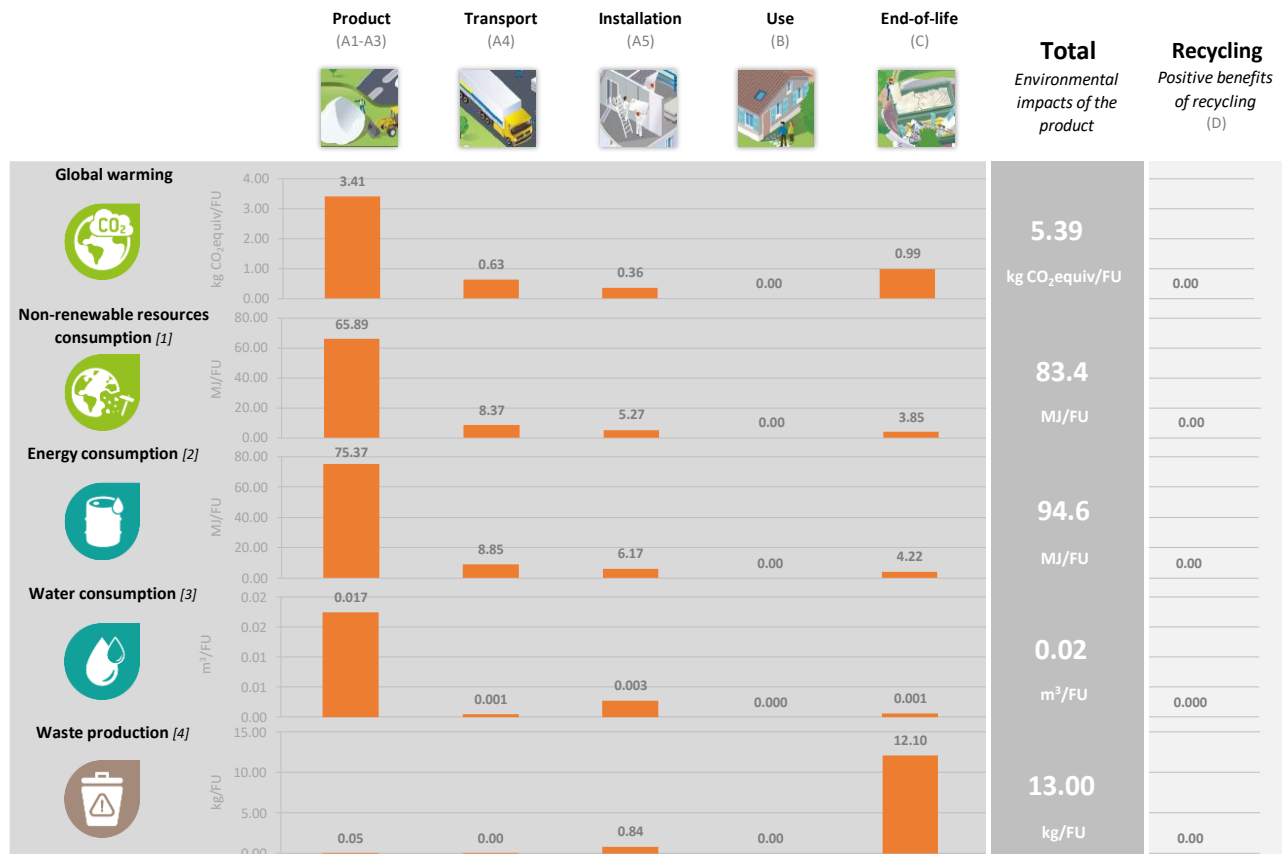 Product
(A1-A3)
Transport
(A4)
Installation
(A5)
Use
(B)
End-of-life
(C)
Total
Environmental
impacts of the
product
Recycling
Positive benefits
of recycling
(D)
Global warming
CO₂
kg CO₂equiv/FU
4.00
3.00
2.00
1.00
0.00
3.41
0.63
0.36
0.00
0.99
5.39
kg CO₂equiv/FU
0.00
Non-renewable resources
consumption [1]
MJ/FU
80.00
60.00
40.00
20.00
0.00
65.89
8.37
5.27
0.00
3.85
83.4
MJ/FU
0.00
Energy consumption [2]
MJ/FU
80.00
60.00
40.00
20.00
0.00
75.37
8.85
6.17
0.00
4.22
94.6
MJ/FU
0.00
Water consumption [3]
m³/FU
0.02
0.02
0.01
0.01
0.00
0.017
0.001
0.003
0.000
0.001
0.02
m³/FU
0.000
Waste production [4]
kg/FU
15.00
10.00
5.00
0.00
0.05
0.00
0.84
0.00
12.10
13.00
kg/FU
0.00